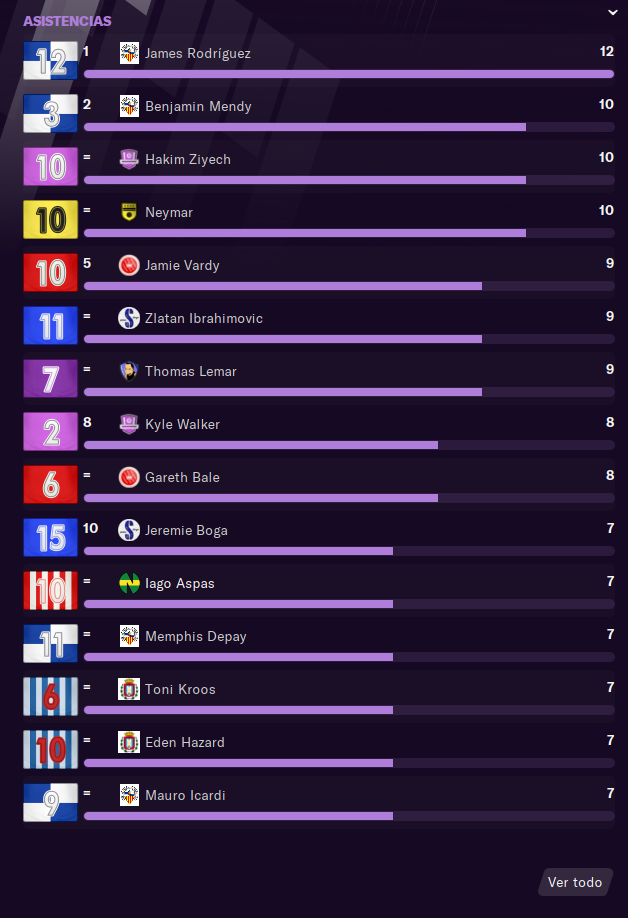 ASISTENCIAS
12 1 James Rodríguez 12
3 2 Benjamin Mendy 10
10 = Hakim Ziyech 10
10 = Neymar 10
10 5 Jamie Vardy 9
11 = Zlatan Ibrahimovic 9
7 = Thomas Lemar 9
2 8 Kyle Walker 8
6 = Gareth Bale 8
15 10 Jeremie Boga 7
10 = Iago Aspas 7
11 = Memphis Depay 7
6 = Toni Kroos 7
10 = Eden Hazard 7
9 = Mauro Icardi 7
Ver todo